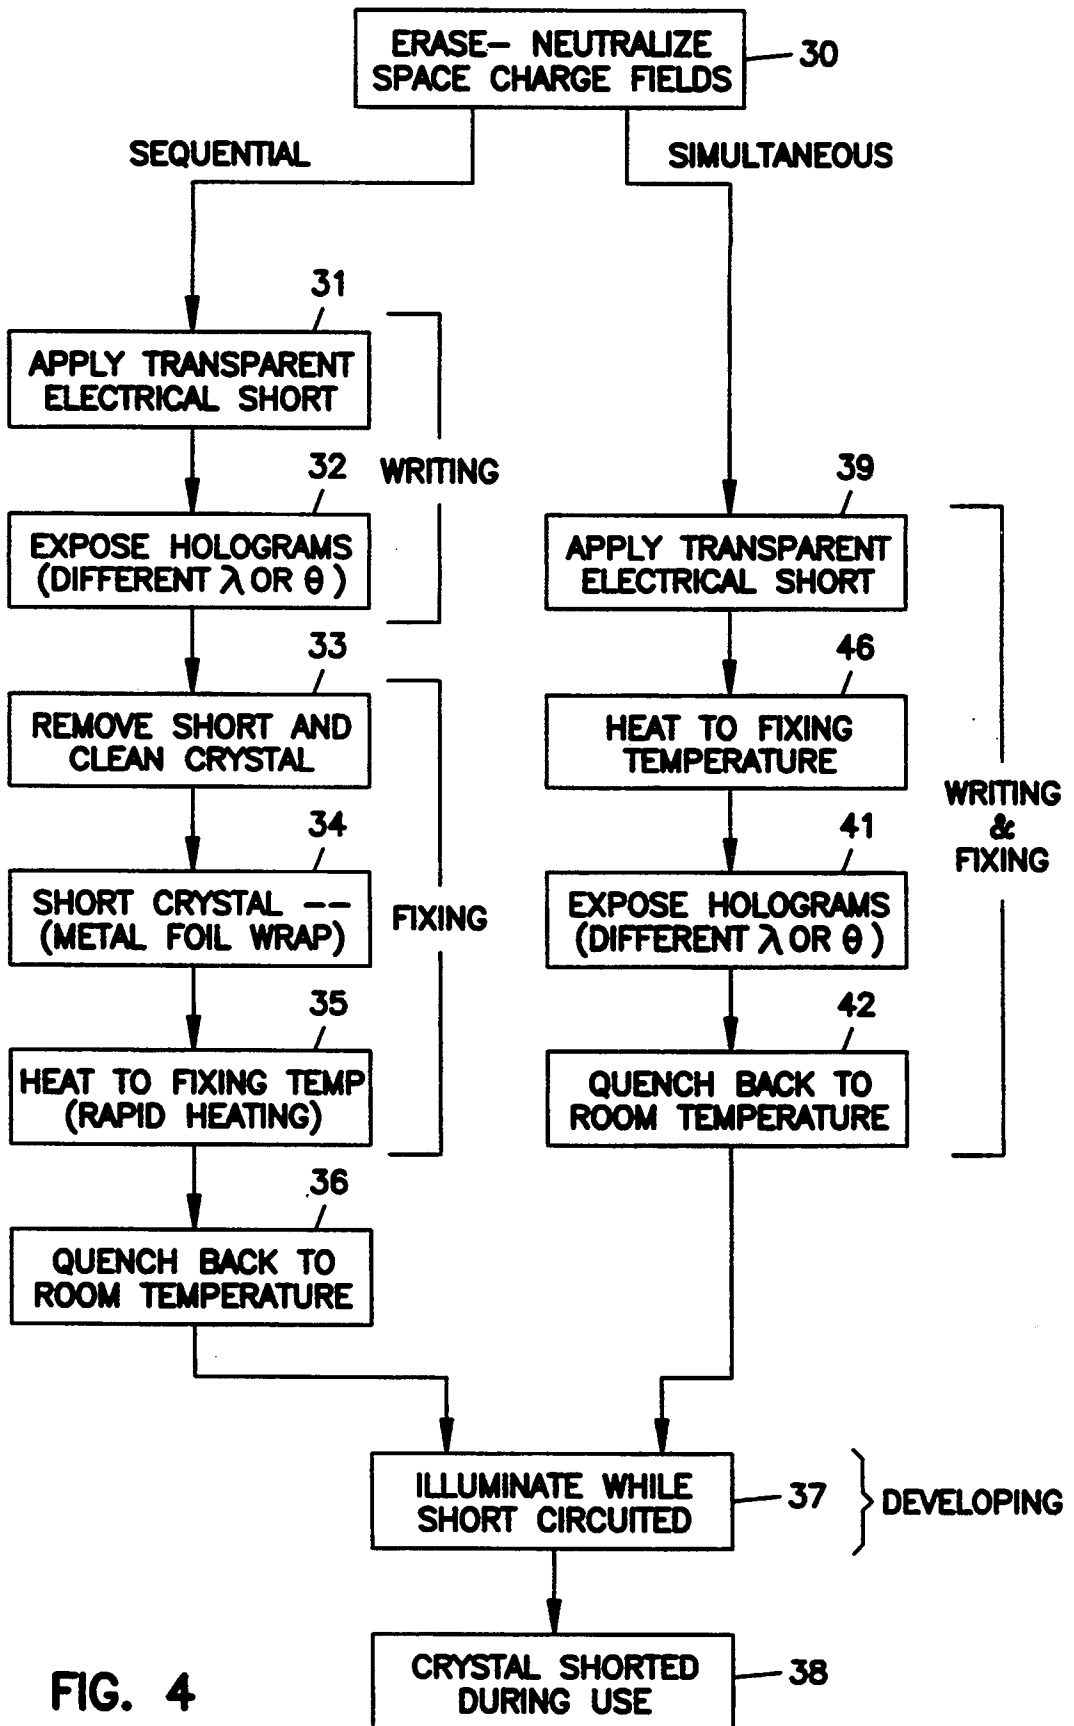 ERASE- NEUTRALIZE
SPACE CHARGE FIELDS
30
SEQUENTIAL
SIMULTANEOUS
31
APPLY TRANSPARENT
ELECTRICAL SHORT
32
EXPOSE HOLOGRAMS
(DIFFERENT λ OR θ)
WRITING
33
REMOVE SHORT AND
CLEAN CRYSTAL
34
SHORT CRYSTAL --
(METAL FOIL WRAP)
35
HEAT TO FIXING TEMP
(RAPID HEATING)
FIXING
36
QUENCH BACK TO
ROOM TEMPERATURE
39
APPLY TRANSPARENT
ELECTRICAL SHORT
46
HEAT TO FIXING
TEMPERATURE
41
EXPOSE HOLOGRAMS
(DIFFERENT λ OR θ)
42
QUENCH BACK TO
ROOM TEMPERATURE
WRITING
&
FIXING
ILLUMINATE WHILE
SHORT CIRCUITED
37
DEVELOPING
CRYSTAL SHORTED
DURING USE
38
FIG. 4